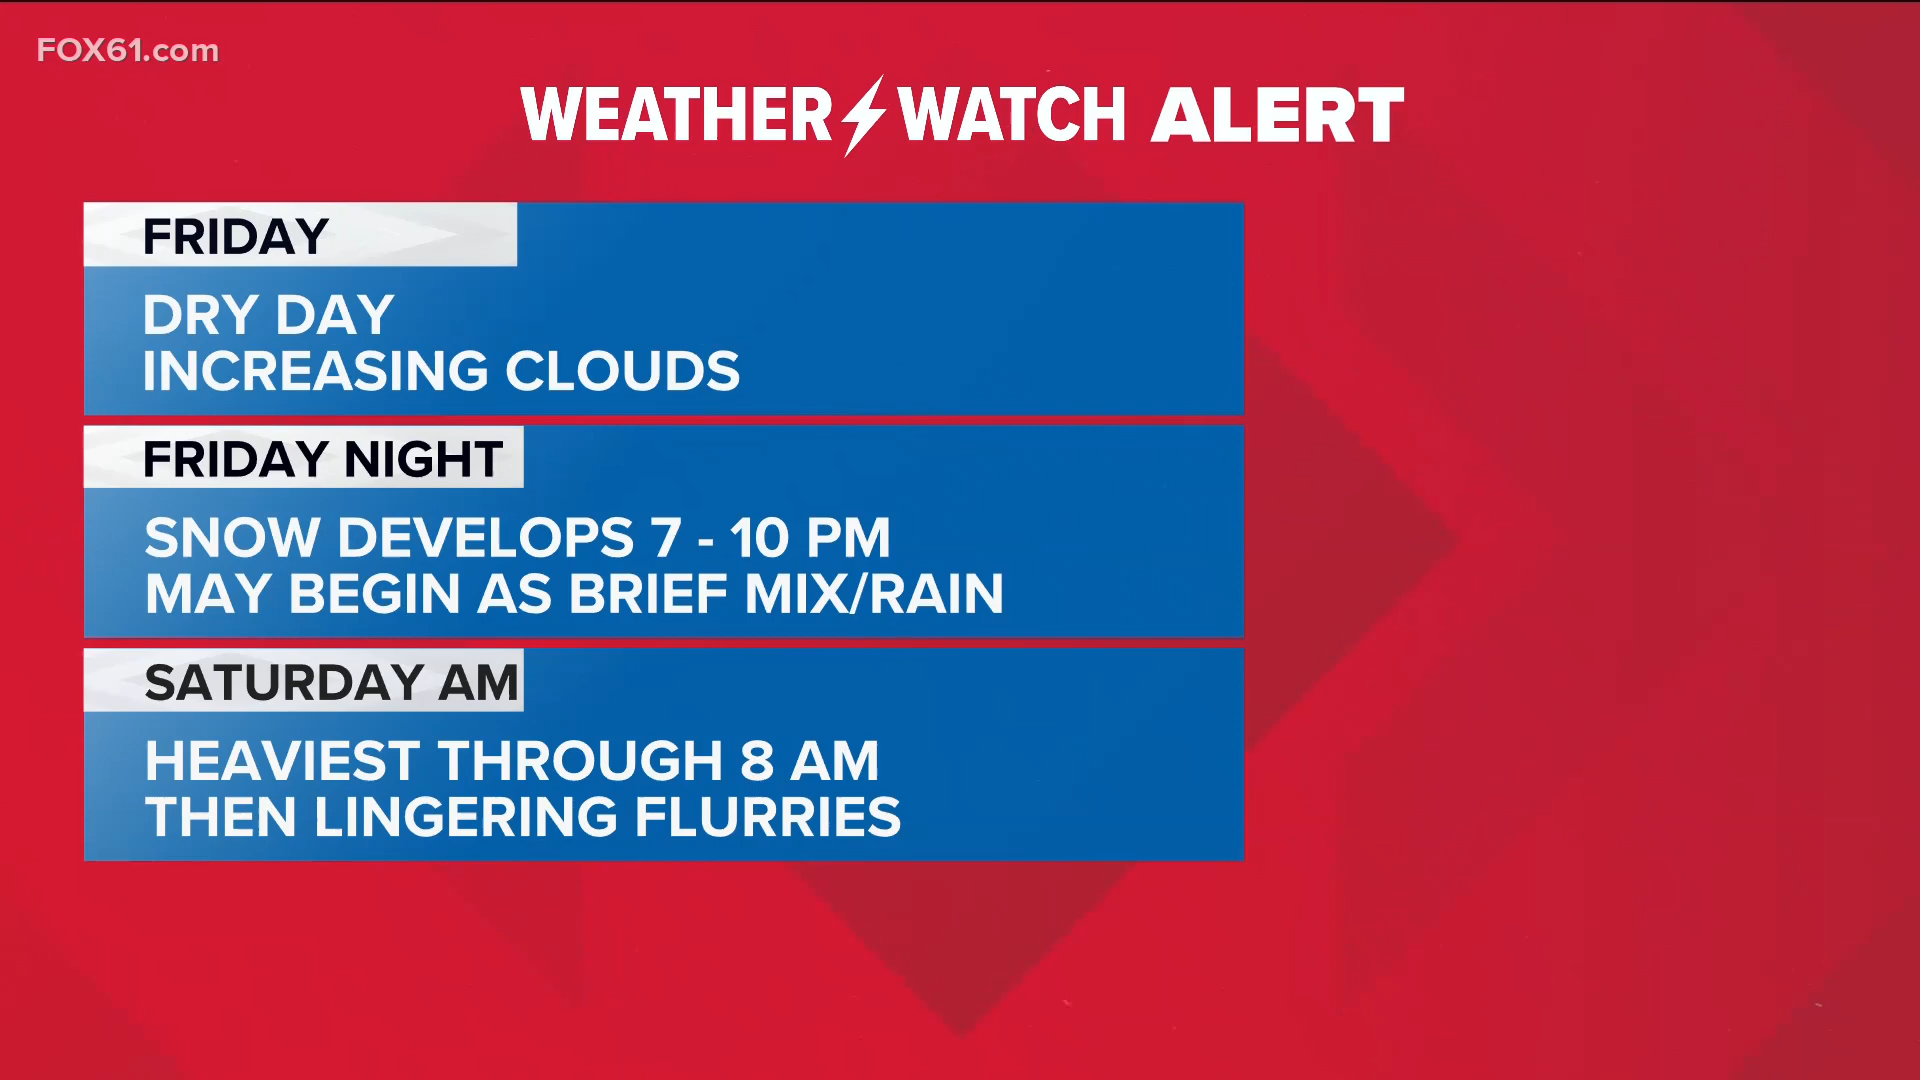 FOX61.com
WEATHER WATCH ALERT
FRIDAY
DRY DAY
INCREASING CLOUDS
FRIDAY NIGHT
SNOW DEVELOPS 7 - 10 PM
MAY BEGIN AS BRIEF MIX/RAIN
SATURDAY AM
HEAVIEST THROUGH 8 AM
THEN LINGERING FLURRIES